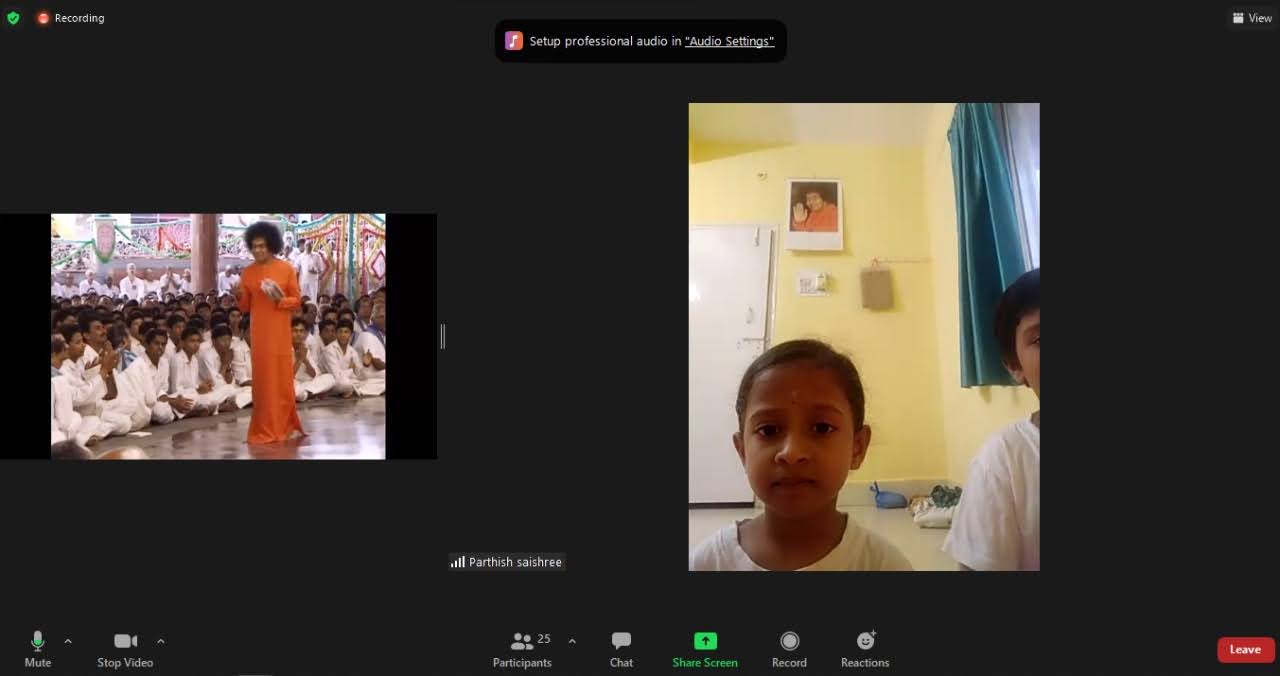 Recording
Setup professional audio in "Audio Settings"
View
Parthish saishree
Mute
Stop Video
25
Participants
Chat
Share Screen
Record
Reactions
Leave